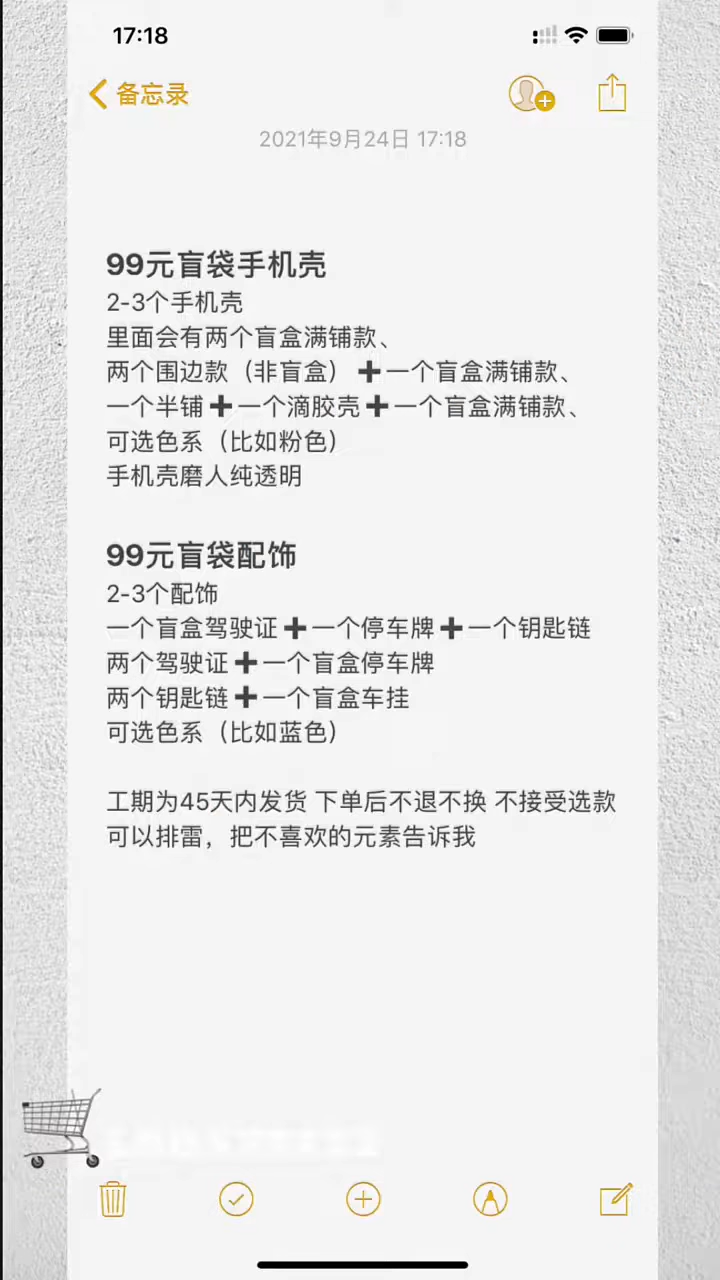 17:18
备忘录
2021年9月24日 17:18
99元盲袋手机壳
2-3个手机壳
里面会有两个盲盒满铺款、
两个围边款（非盲盒）➕一个盲盒满铺款、
一个半铺➕一个滴胶壳➕一个盲盒满铺款、
可选色系（比如粉色）
手机壳磨人纯透明
99元盲袋配饰
2-3个配饰
一个盲盒驾驶证➕一个停车牌➕一个钥匙链
两个驾驶证➕一个盲盒停车牌
两个钥匙链➕一个盲盒车挂
可选色系（比如蓝色）
工期为45天内发货 下单后不退不换 不接受选款
可以排雷，把不喜欢的元素告诉我